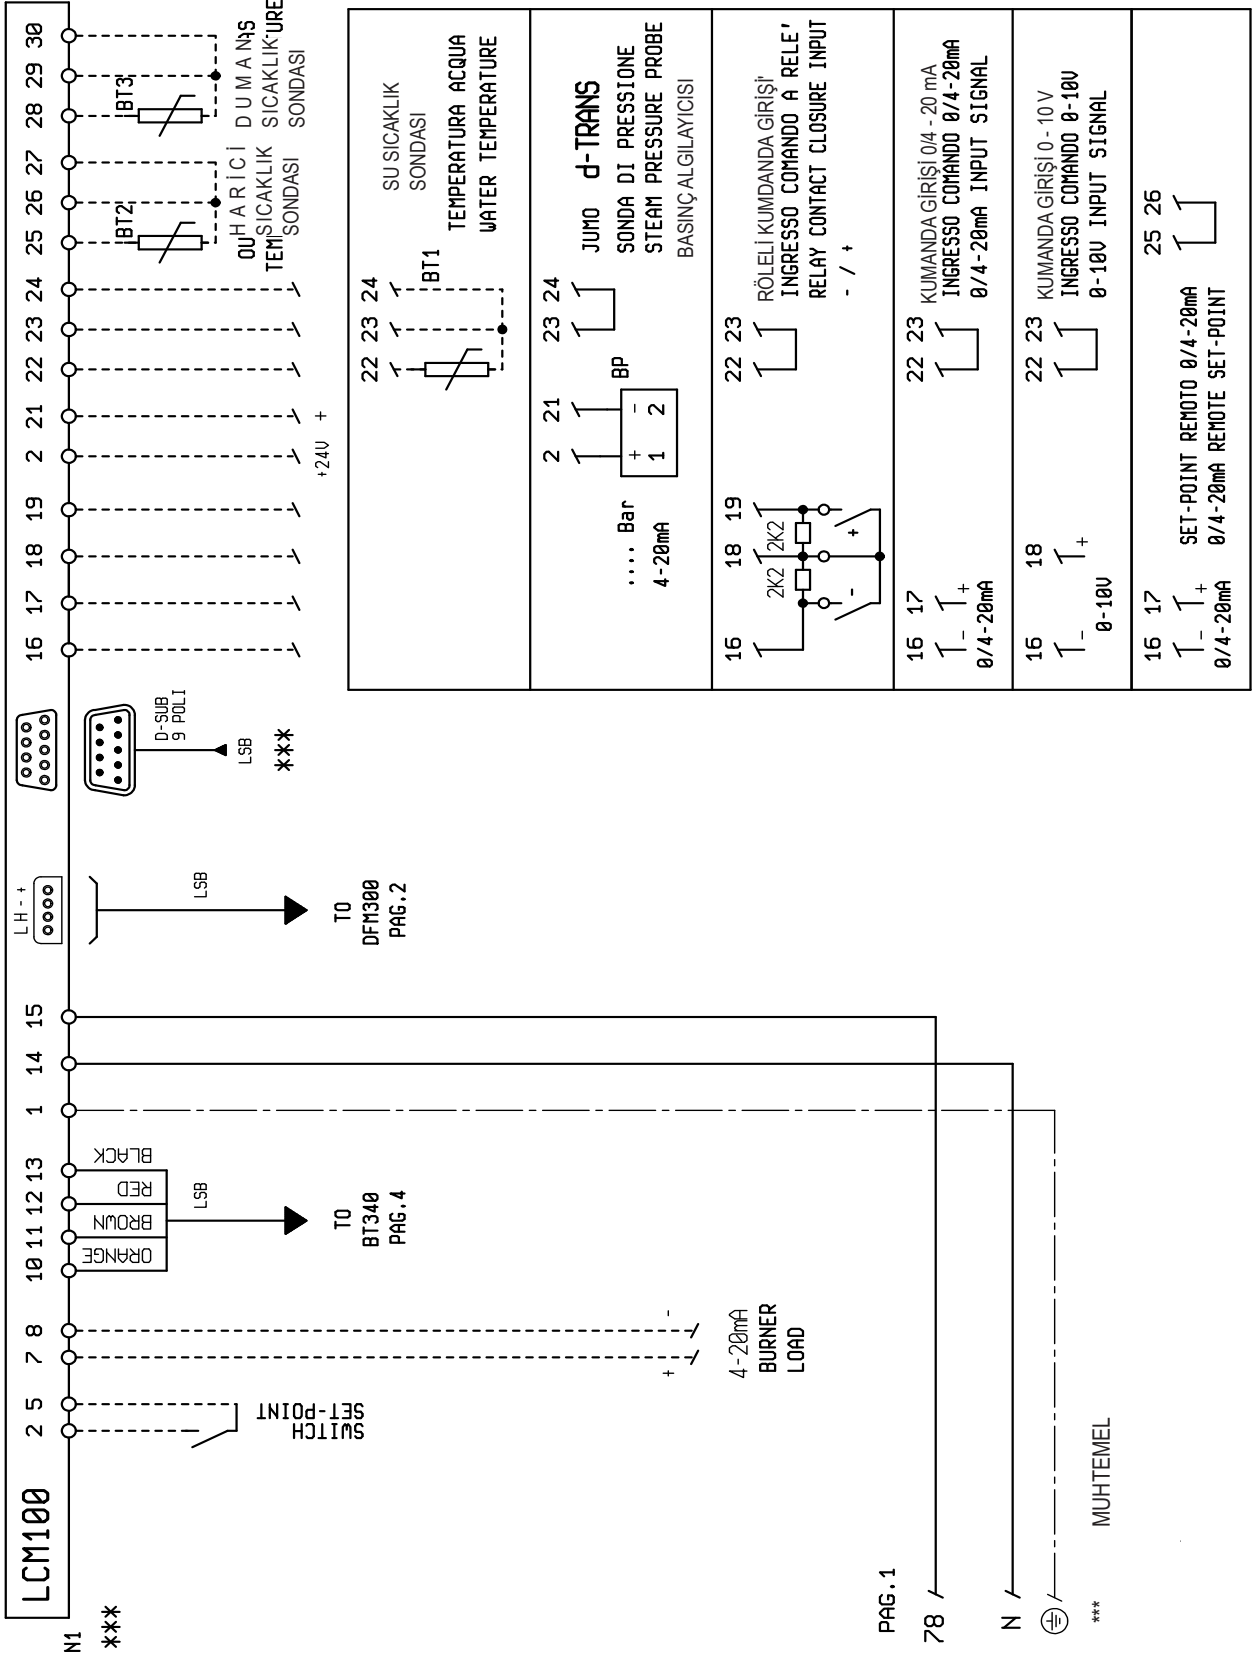 LCM100
N1
***
2 5 7 8 10 11 12 13 1 14 15
16 17 18 19 2 21 22 23 24 25 26 27 28 29 30
SWITCH
SET-POINT
+ -
4-20mA
BURNER
LOAD
ORANGE
BROWN
RED
BLACK
LSB
TO
BT340
PAG.4
L H - +
LSB
TO
DFM300
PAG.2
D-SUB
9 POLI
LSB
***
+24V +
BT2
HARİCİ
SICAKLIK
SONDASI
OU
TEM
BT3
DUMAN
SICAKLIK
SONDASI
AS
URE
PAG.1
78
N
*** MUHTEMEL
22 23 24
BT1
SU SICAKLIK
SONDASI
TEMPERATURA ACQUA
WATER TEMPERATURE
2 21 23 24
+ -
1 2
BP
.... Bar
4-20mA
JUMO d-TRANS
SONDA DI PRESSIONE
STEAM PRESSURE PROBE
BASINÇ ALGILAYICISI
16 18 19 22 23
2K2 2K2
- +
RÖLELİ KUMDANDA GİRİŞİ'
INGRESSO COMANDO A RELE'
RELAY CONTACT CLOSURE INPUT
- / +
16 17 22 23
- +
0/4-20mA
KUMANDA GİRİŞİ 0/4 - 20 mA
INGRESSO COMANDO 0/4-20mA
0/4-20mA INPUT SIGNAL
16 18 22 23
- +
0-10V
KUMANDA GİRİŞİ 0 - 10 V
INGRESSO COMANDO 0-10V
0-10V INPUT SIGNAL
16 17 25 26
- +
0/4-20mA
SET-POINT REMOTO 0/4-20mA
0/4-20mA REMOTE SET-POINT